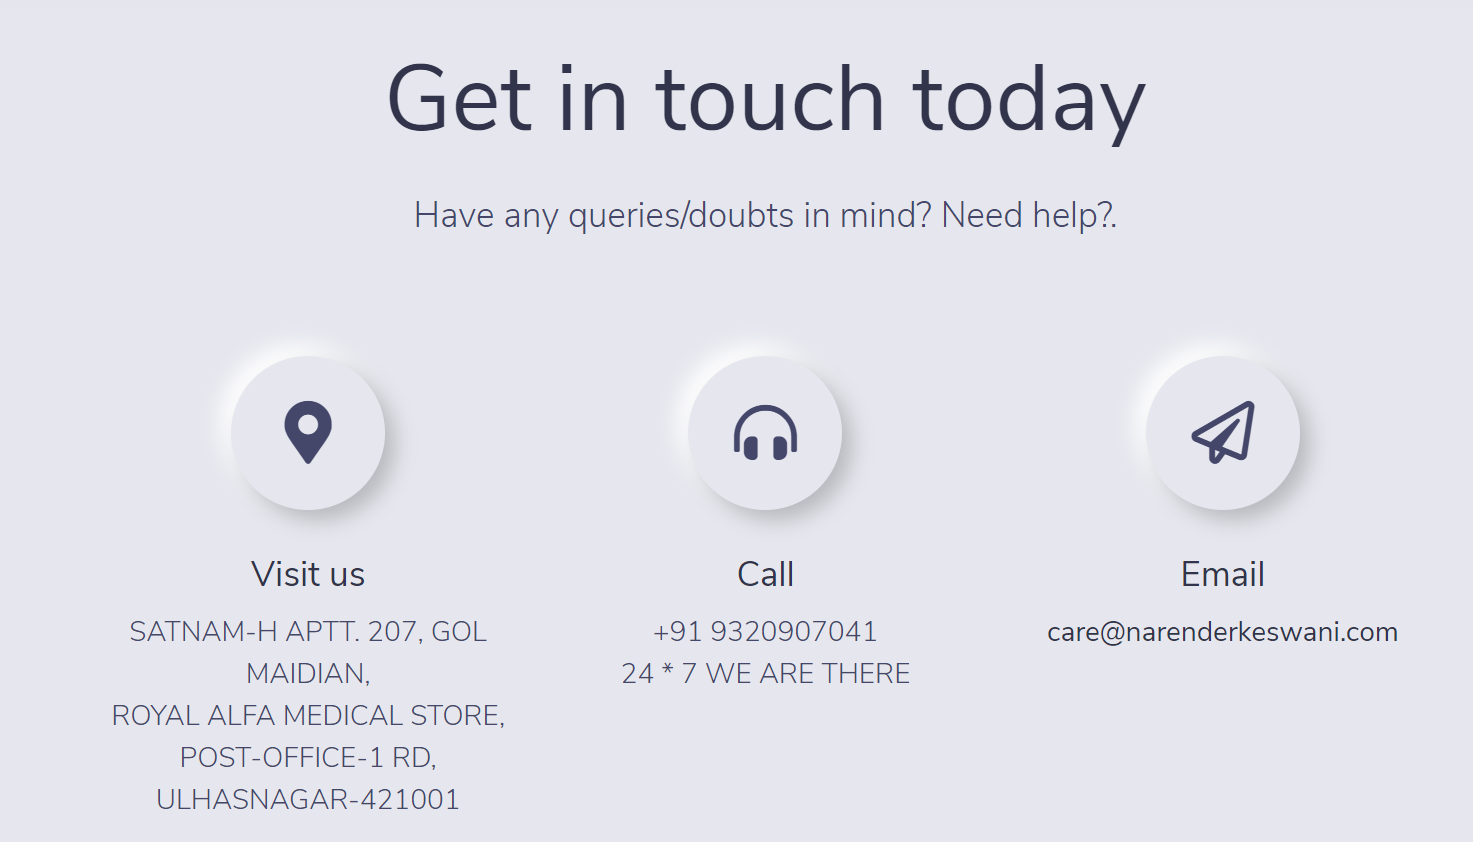 Get in touch today
Have any queries/doubts in mind? Need help?.
Visit us
SATNAM-H APTT. 207, GOL
MAIDIAN,
ROYAL ALFA MEDICAL STORE,
POST-OFFICE-1 RD,
ULHASNAGAR-421001
Call
+91 9320907041
24 * 7 WE ARE THERE
Email
care@narenderkeswani.com